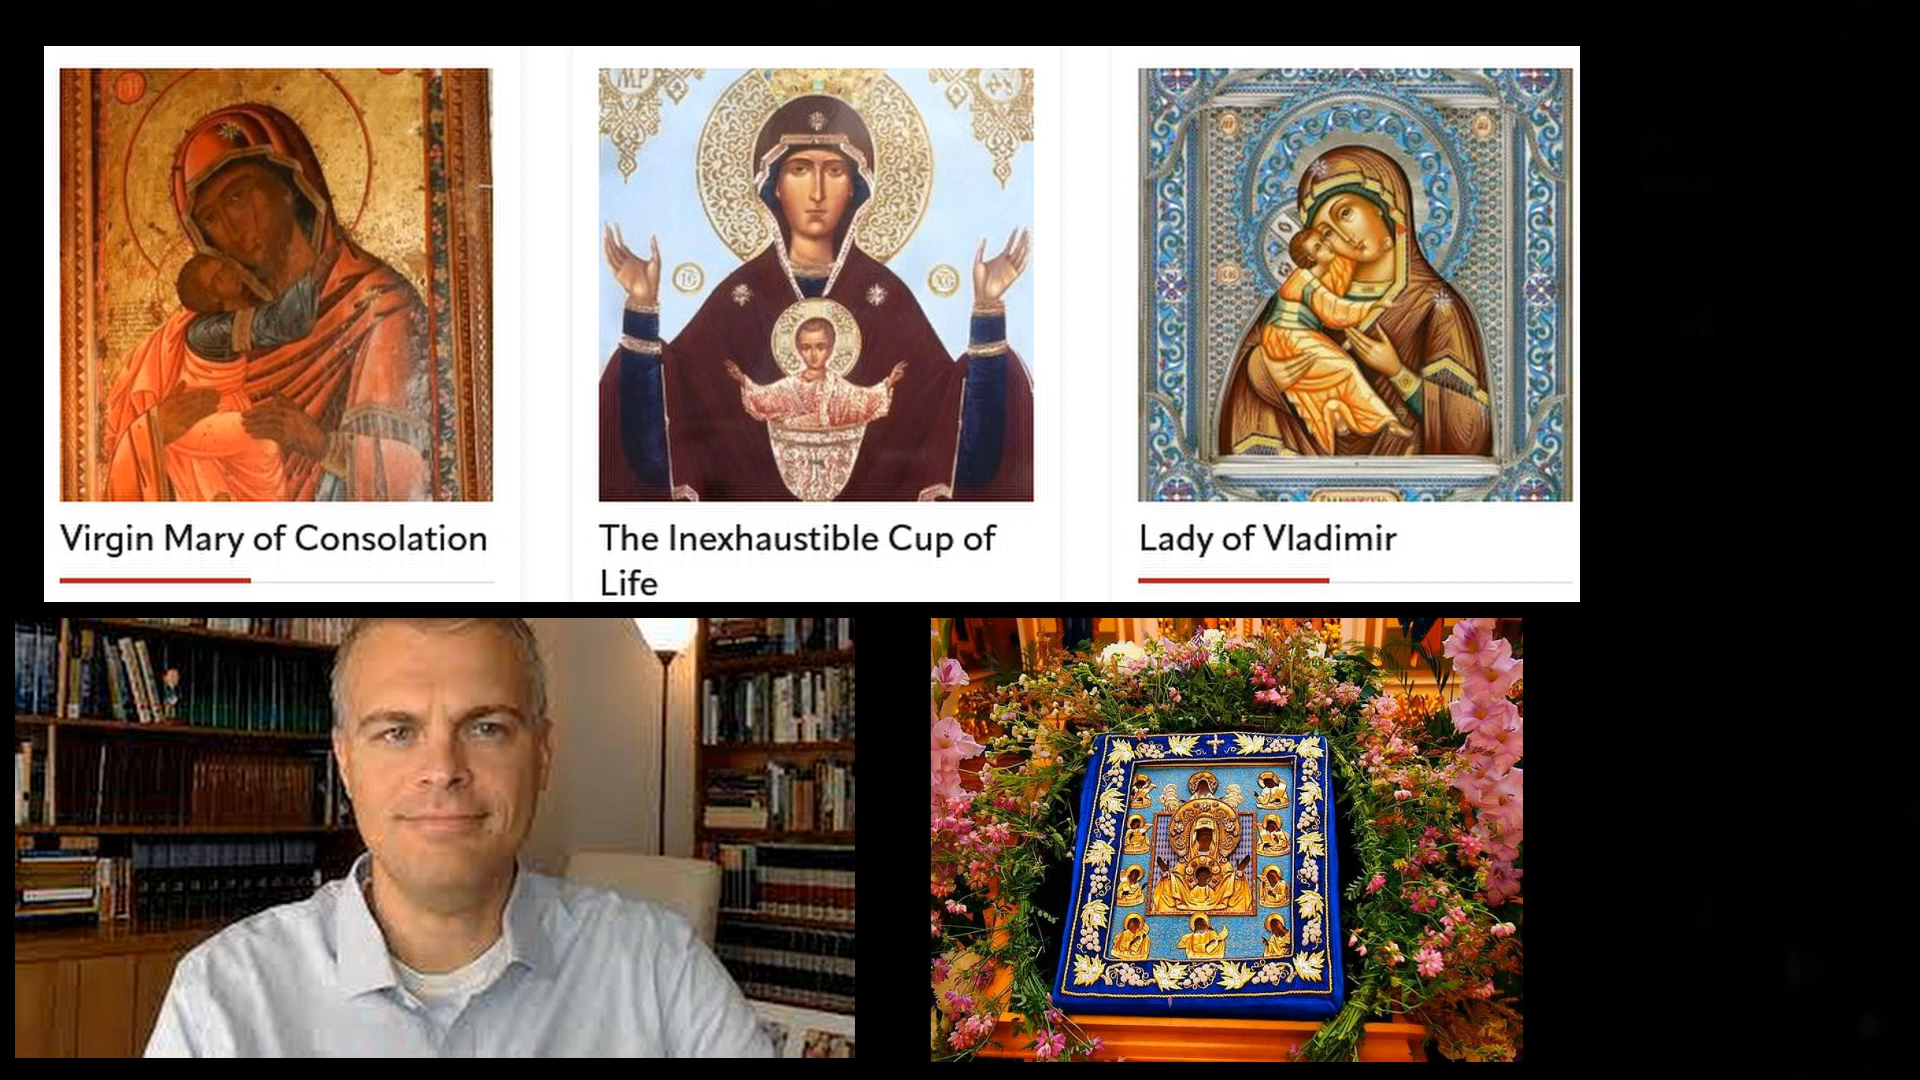 Virgin Mary of Consolation
The Inexhaustible Cup of
Life
Lady of Vladimir